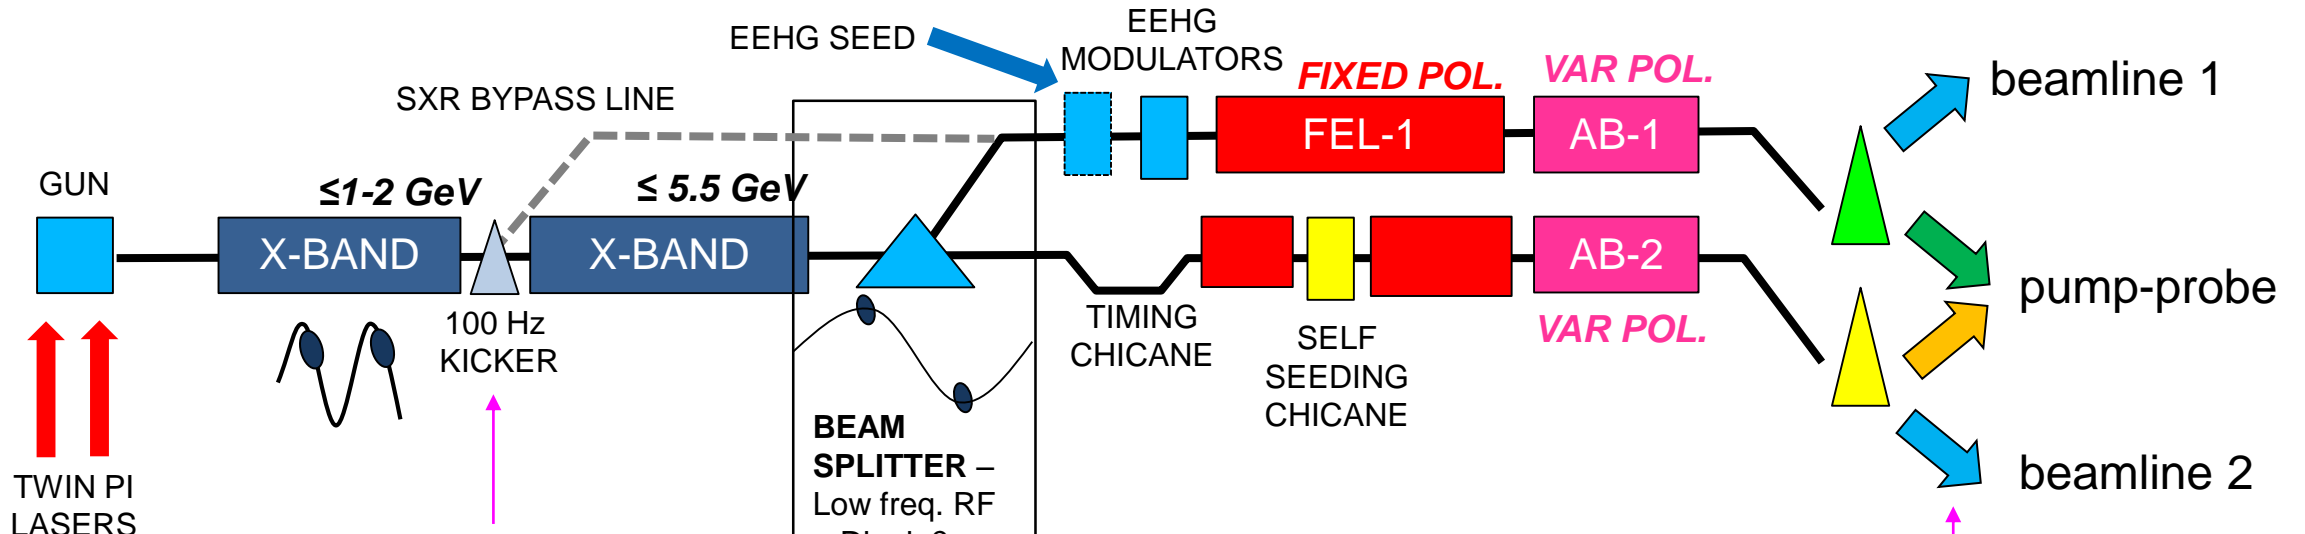 EEHG SEED
EEHG
MODULATORS
FIXED POL.
VAR POL.
beamline 1
SXR BYPASS LINE
FEL-1
AB-1
GUN
≤1-2 GeV
≤ 5.5 GeV
X-BAND
X-BAND
AB-2
pump-probe
100 Hz
KICKER
TIMING
CHICANE
SELF
SEEDING
CHICANE
VAR POL.
BEAM
SPLITTER –
Low freq. RF
beamline 2
TWIN PI
LASERS